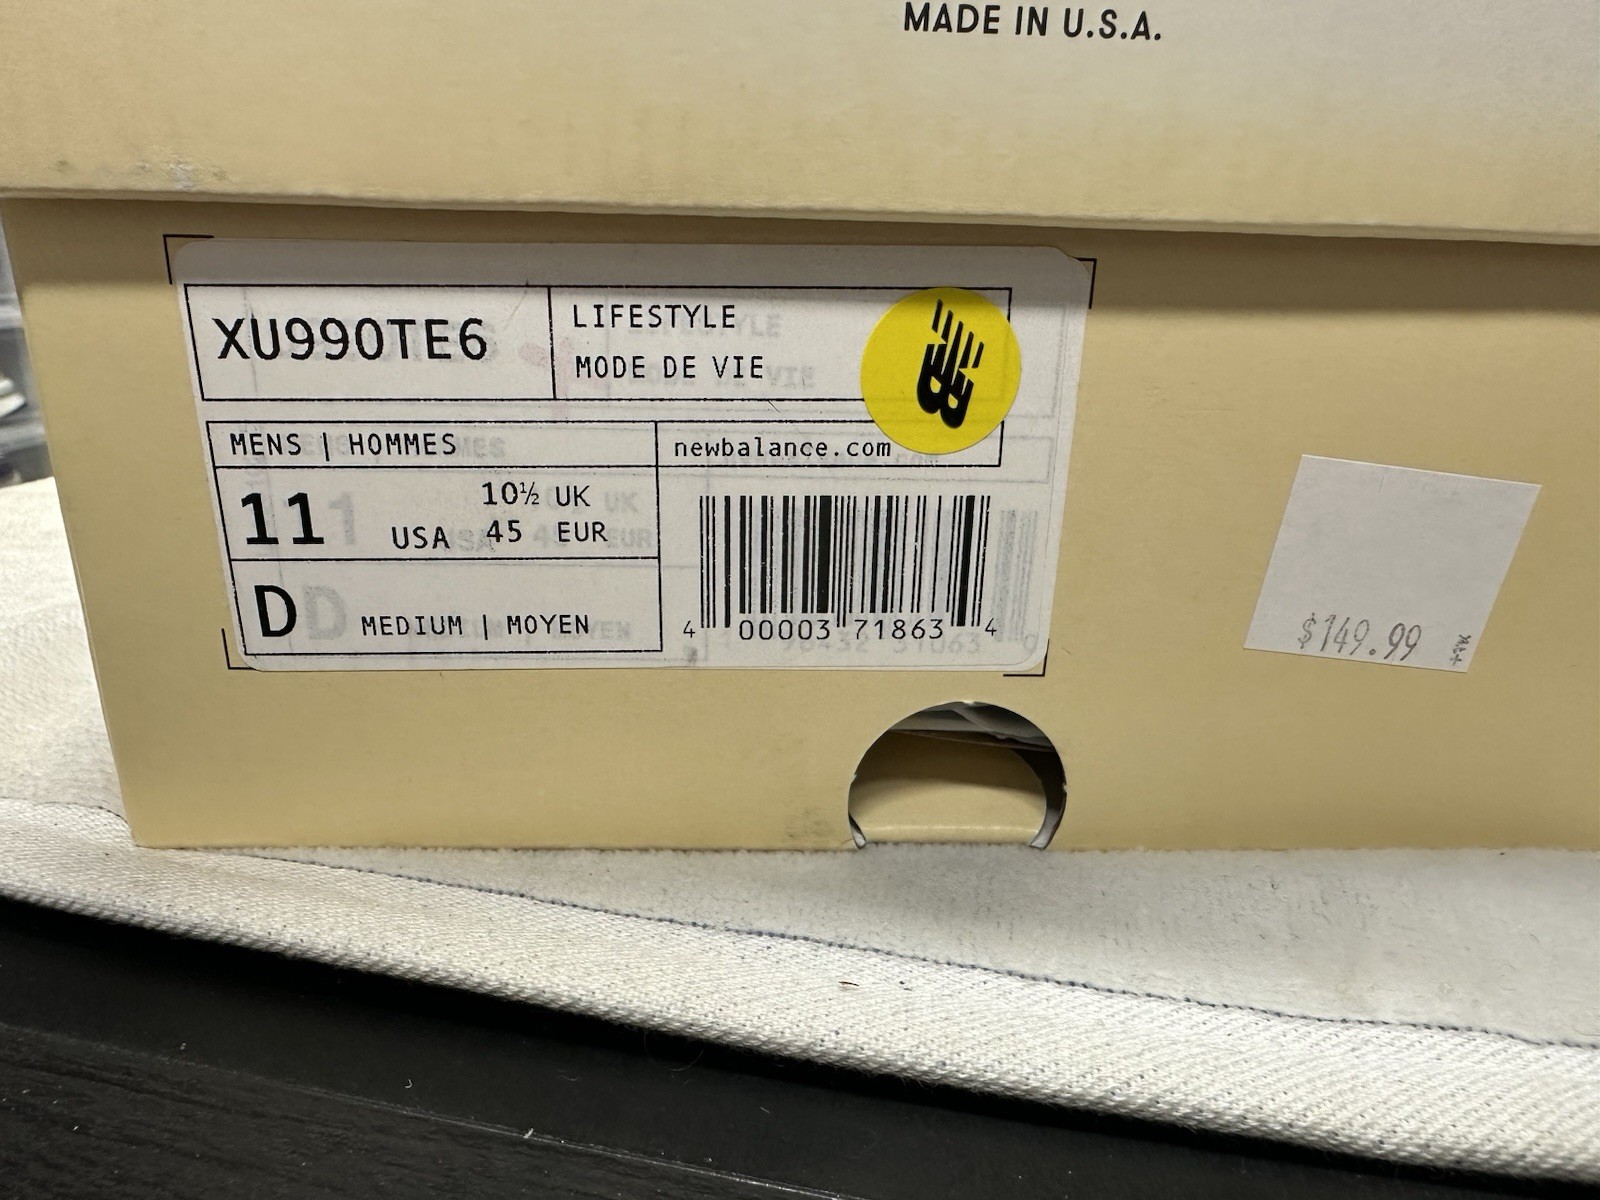 MADE IN U.S.A.
XU990TE6
LIFESTYLE
MODE DE VIE
MENS | HOMMES
newbalance.com
11 USA
10½ UK
45 EUR
D MEDIUM | MOYEN
4 00003 71863 4
$149.99